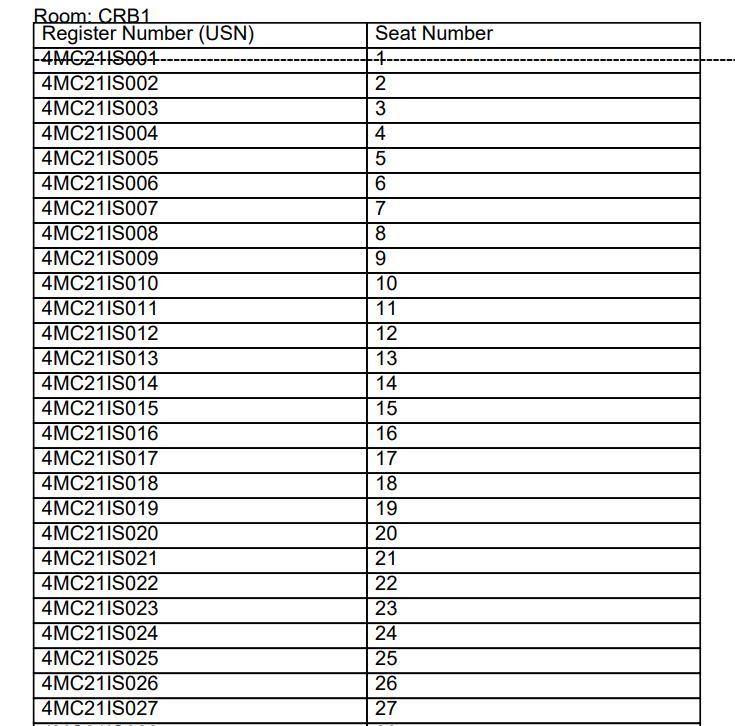 Room: CRB1
Register Number (USN) Seat Number
4MC21IS001 1
4MC21IS002 2
4MC21IS003 3
4MC21IS004 4
4MC21IS005 5
4MC21IS006 6
4MC21IS007 7
4MC21IS008 8
4MC21IS009 9
4MC21IS010 10
4MC21IS011 11
4MC21IS012 12
4MC21IS013 13
4MC21IS014 14
4MC21IS015 15
4MC21IS016 16
4MC21IS017 17
4MC21IS018 18
4MC21IS019 19
4MC21IS020 20
4MC21IS021 21
4MC21IS022 22
4MC21IS023 23
4MC21IS024 24
4MC21IS025 25
4MC21IS026 26
4MC21IS027 27